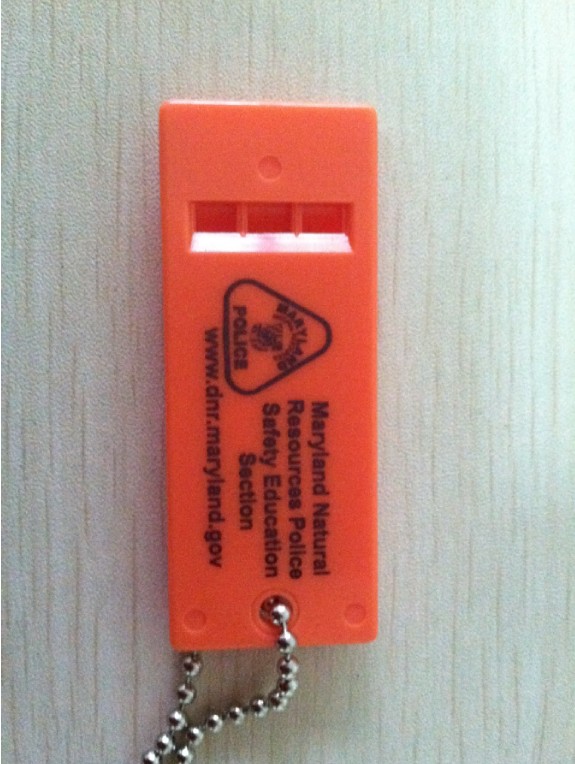 MARYLAND
POLICE
Maryland Natural
Resources Police
Safety Education
Section
www.dnr.maryland.gov